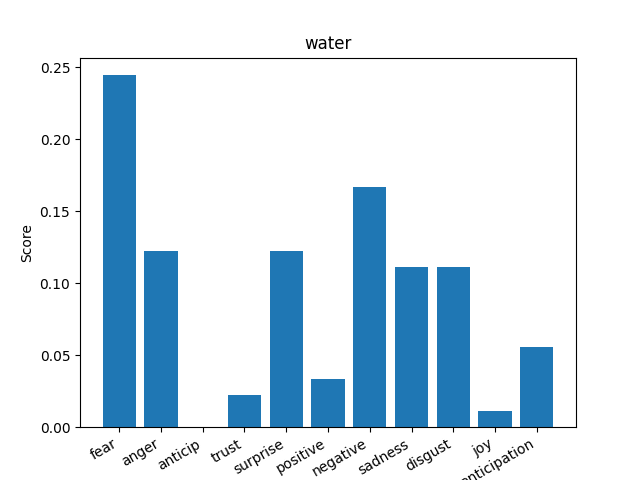 water
Score
0.25
0.20
0.15
0.10
0.05
0.00
fear
anger
anticip
trust
surprise
positive
negative
sadness
disgust
joy
anticipation